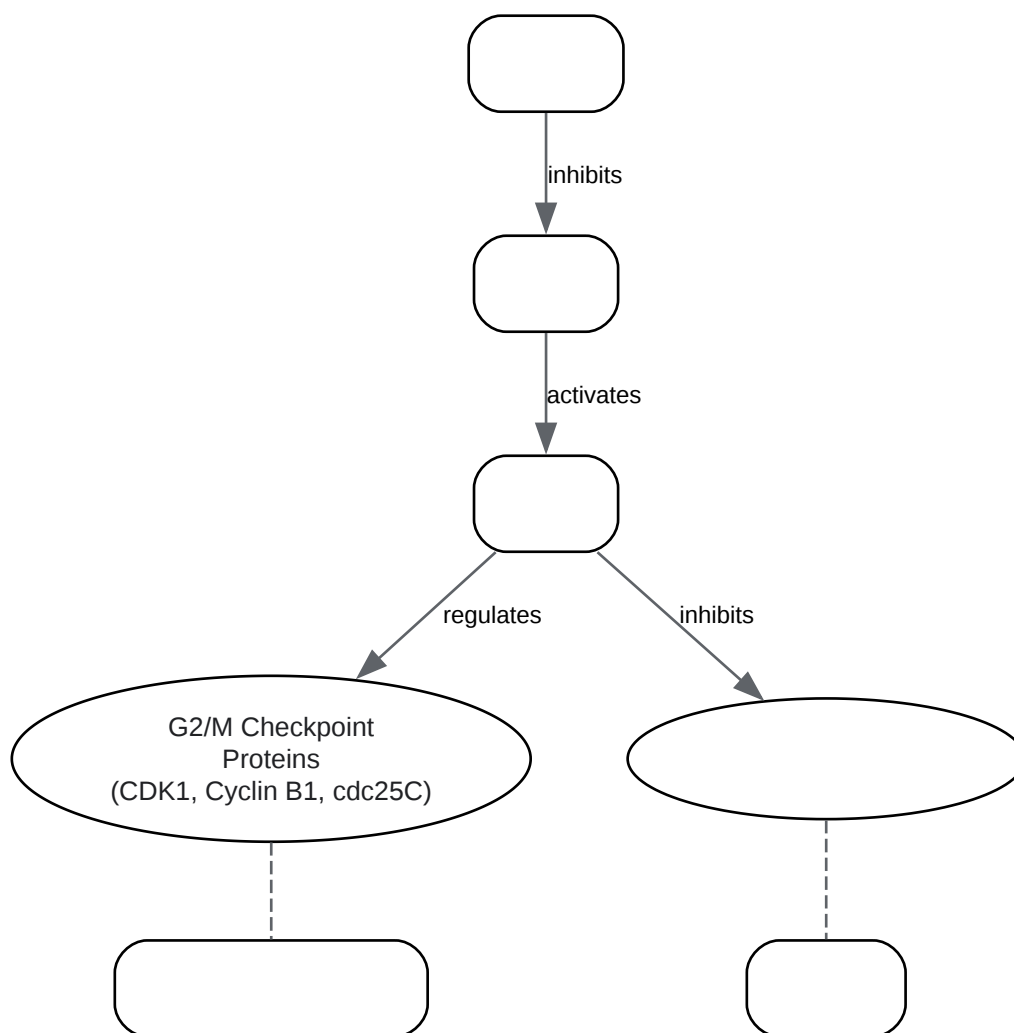 inhibits
activates
regulates
inhibits
G2/M Checkpoint
Proteins
(CDK1, Cyclin B1, cdc25C)